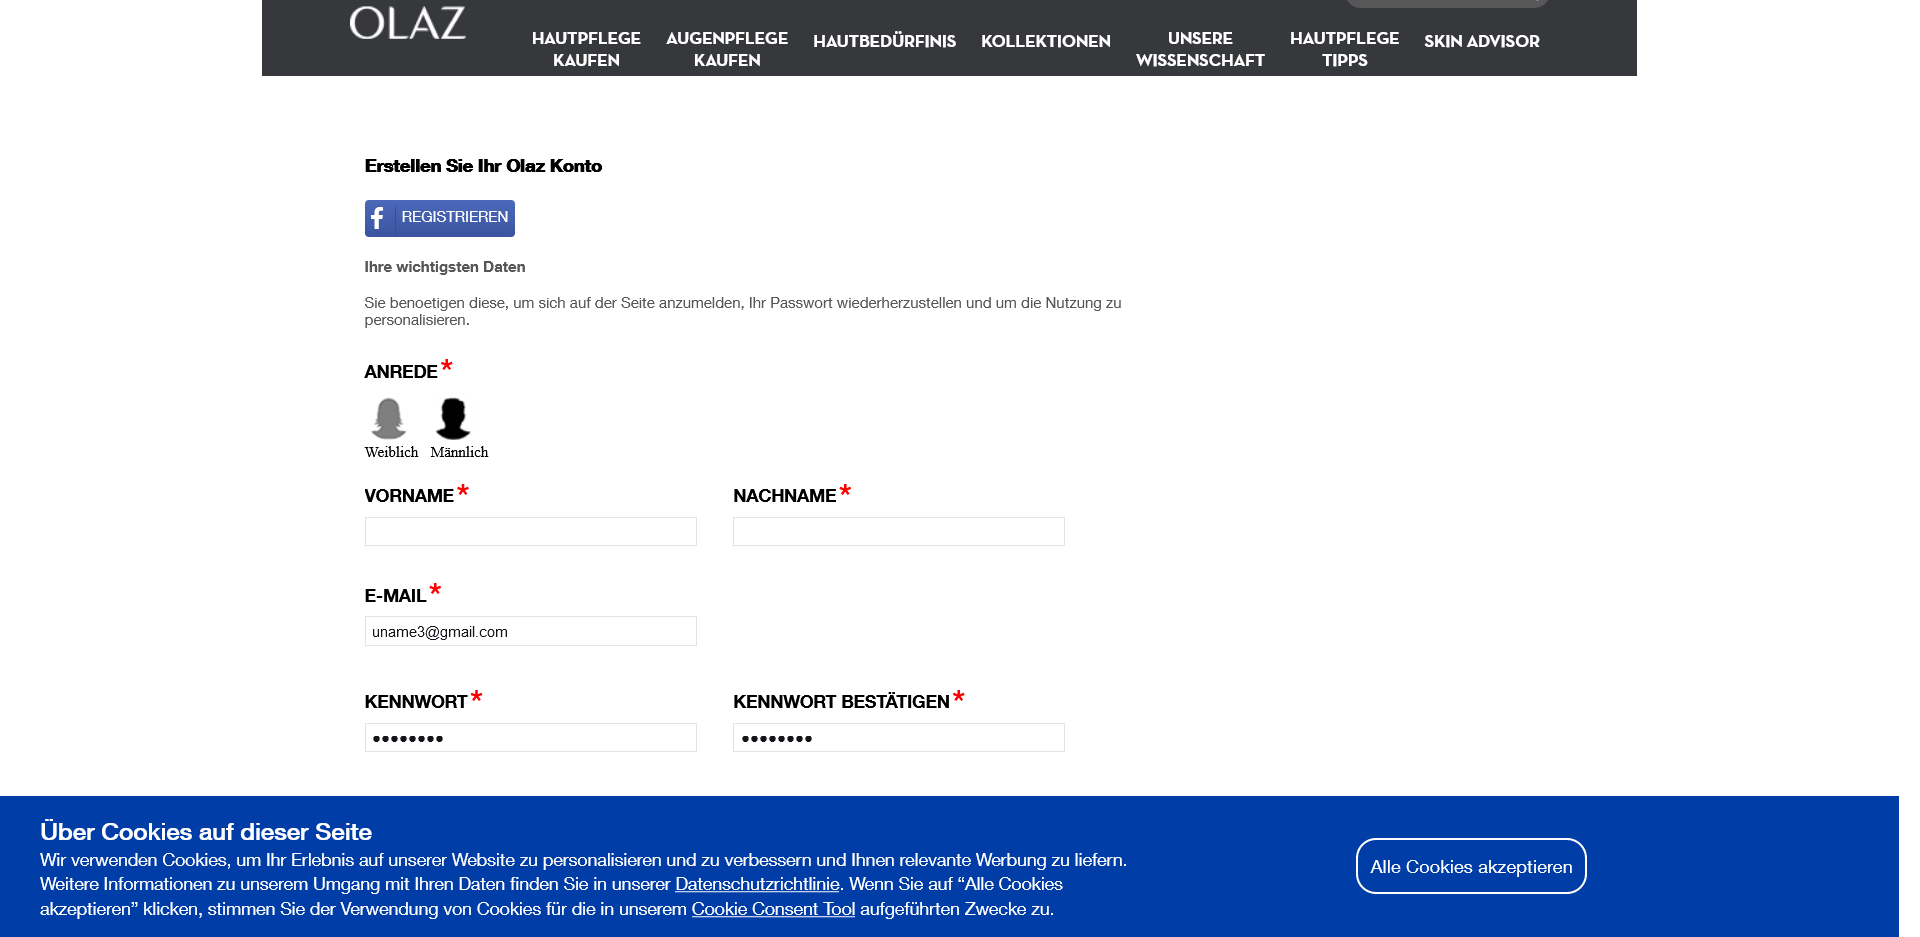 OLAZ
HAUTPFLEGE
KAUFEN
AUGENPFLEGE
KAUFEN
HAUTBEDÜRFINIS
KOLLEKTIONEN
UNSERE
WISSENSCHAFT
HAUTPFLEGE
TIPPS
SKIN ADVISOR
Erstellen Sie Ihr Olaz Konto
f REGISTRIEREN
Ihre wichtigsten Daten
Sie benoetigen diese, um sich auf der Seite anzumelden, Ihr Passwort wiederherzustellen und um die Nutzung zu
personalisieren.
ANREDE*
Weiblich Männlich
VORNAME* NACHNAME*
E-MAIL*
uname3@gmail.com
KENNWORT* KENNWORT BESTÄTIGEN*
•••••••• ••••••••
Über Cookies auf dieser Seite
Wir verwenden Cookies, um Ihr Erlebnis auf unserer Website zu personalisieren und zu verbessern und Ihnen relevante Werbung zu liefern.
Weitere Informationen zu unserem Umgang mit Ihren Daten finden Sie in unserer Datenschutzrichtlinie. Wenn Sie auf “Alle Cookies
akzeptieren” klicken, stimmen Sie der Verwendung von Cookies für die in unserem Cookie Consent Tool aufgeführten Zwecke zu.
Alle Cookies akzeptieren